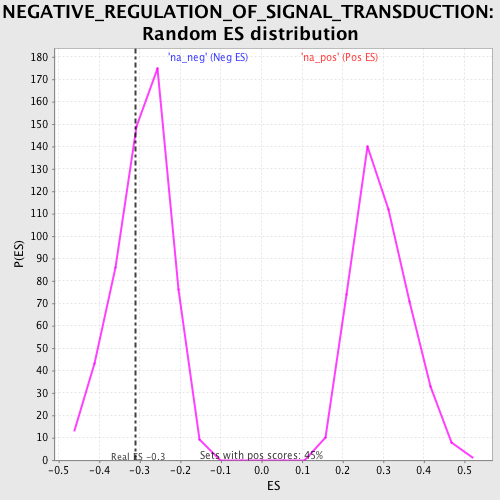 NEGATIVE_REGULATION_OF_SIGNAL_TRANSDUCTION:
Random ES distribution
'na_neg' (Neg ES)
'na_pos' (Pos ES)
180
170
160
150
140
130
120
110
100
90
80
70
60
50
40
30
20
10
0
P(ES)
Real ES -0.3
Sets with pos scores: 45%
-0.5 -0.4 -0.3 -0.2 -0.1 0.0 0.1 0.2 0.3 0.4 0.5
ES